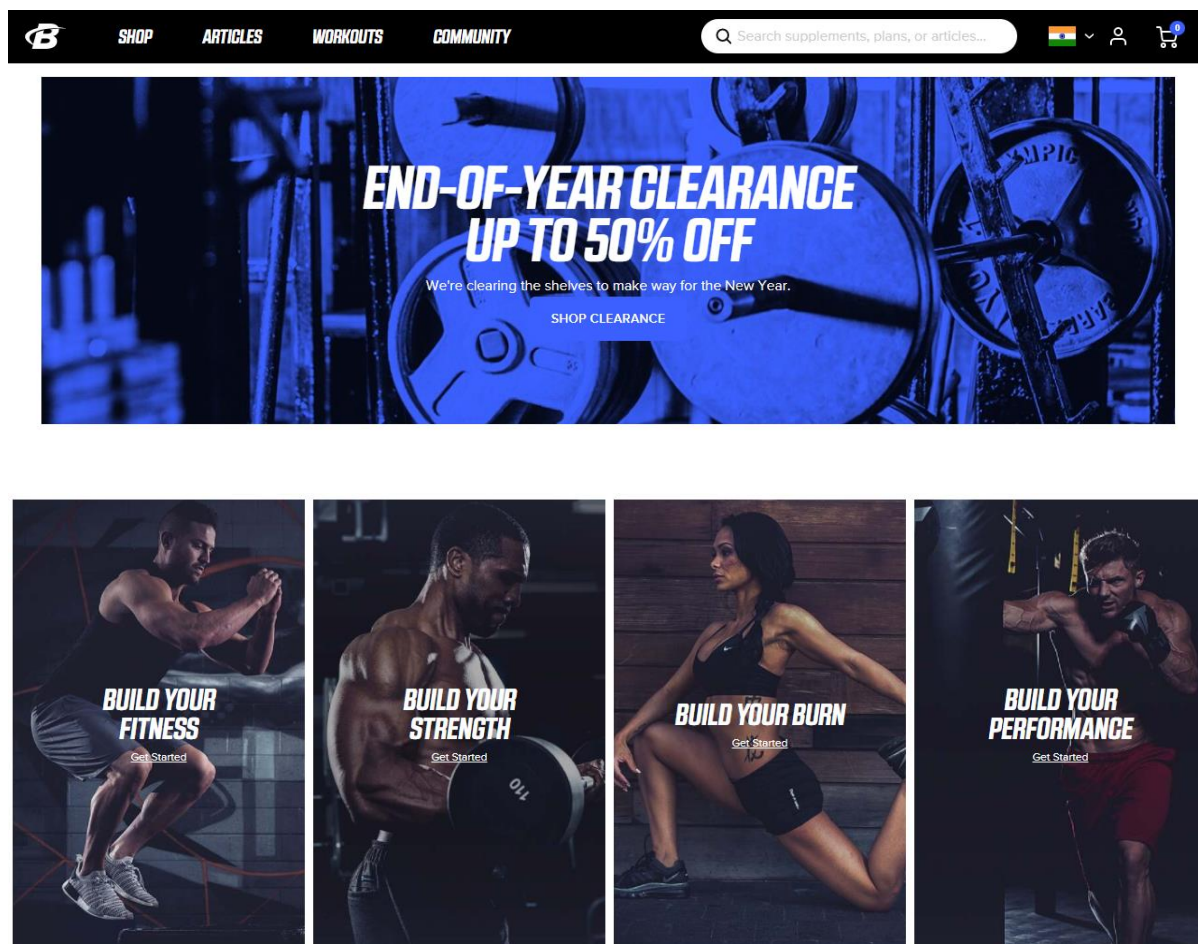 B
SHOP
ARTICLES
WORKOUTS
COMMUNITY
Search supplements, plans, or articles...
0
END-OF-YEAR CLEARANCE
UP TO 50% OFF
We're clearing the shelves to make way for the New Year.
SHOP CLEARANCE
BUILD YOUR
FITNESS
Get Started
BUILD YOUR
STRENGTH
Get Started
110
BUILD YOUR BURN
Get Started
BUILD YOUR
PERFORMANCE
Get Started